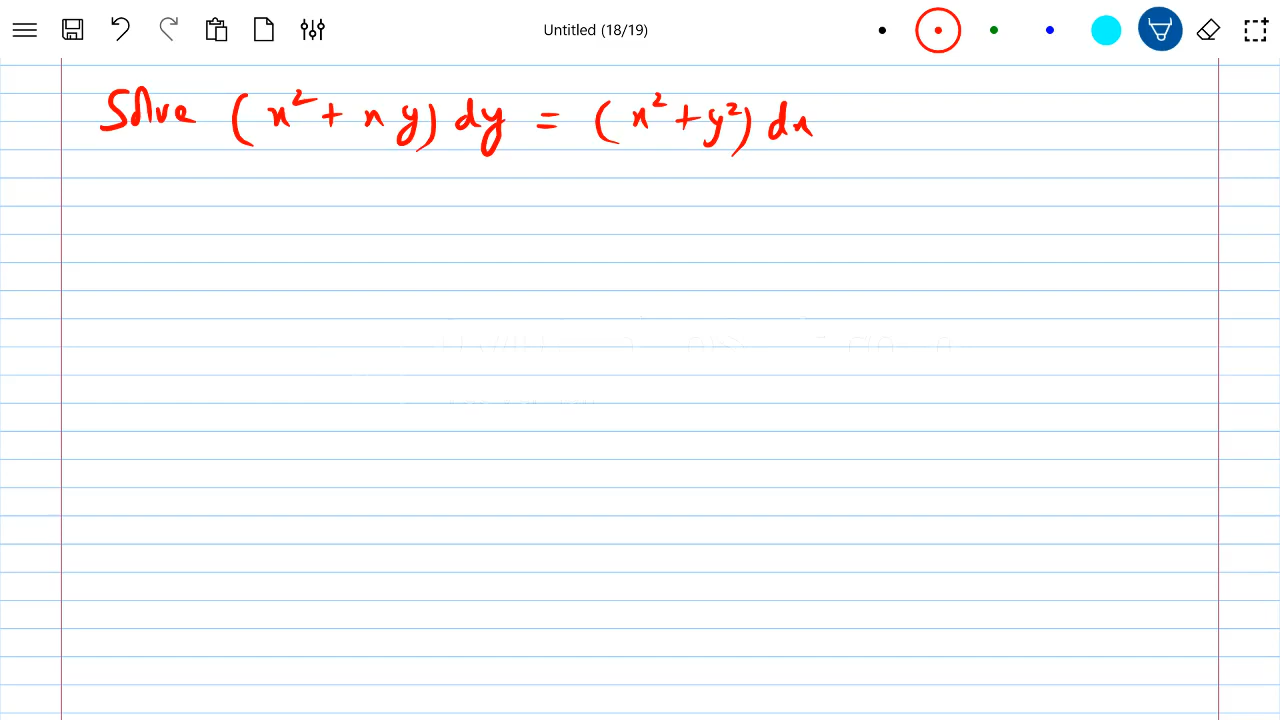 Untitled (18/19)
Solve (x² + xy) dy = (x² + y²) dx